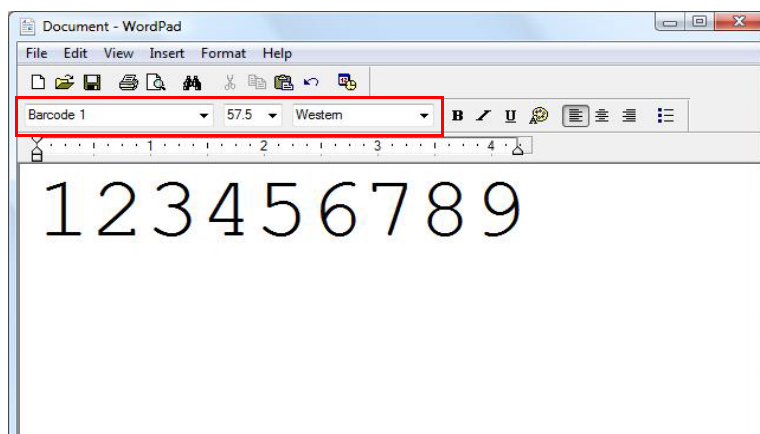 Document - WordPad
File Edit View Insert Format Help
Barcode 1 57.5 Western B I U
1 2 3 4
123456789